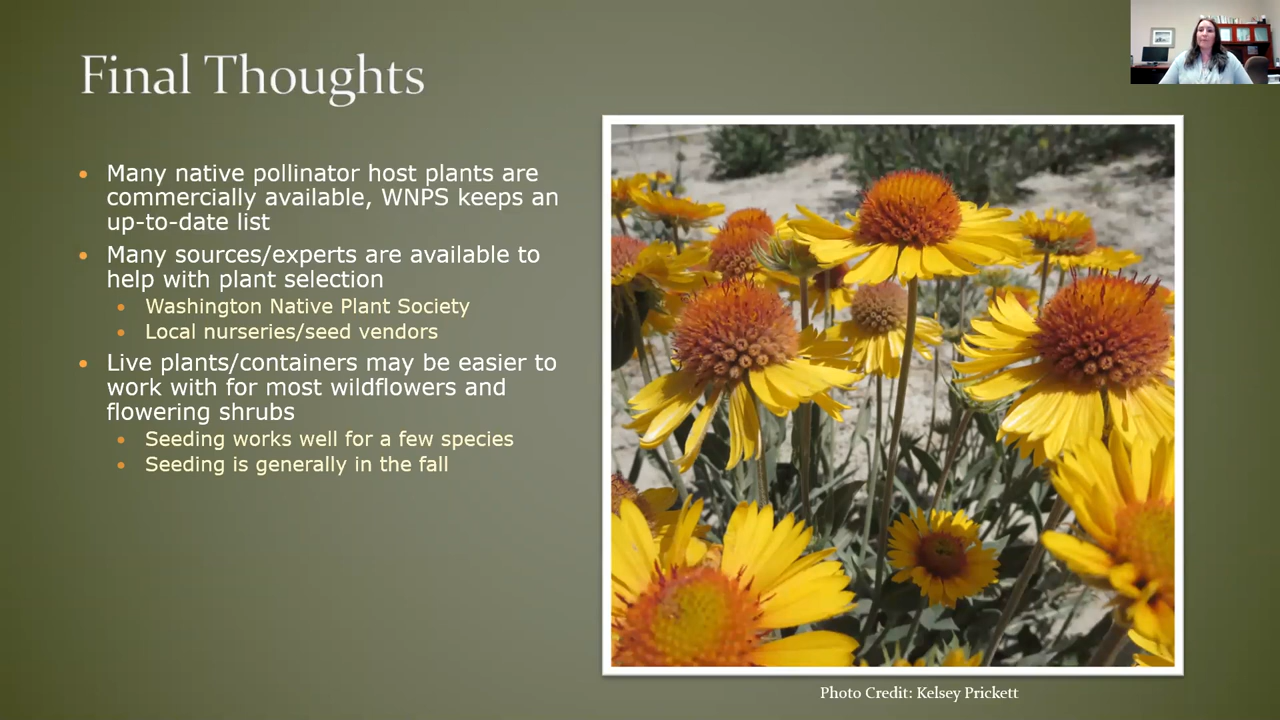 Final Thoughts
• Many native pollinator host plants are
commercially available, WNPS keeps an
up-to-date list
• Many sources/experts are available to
help with plant selection
• Washington Native Plant Society
• Local nurseries/seed vendors
• Live plants/containers may be easier to
work with for most wildflowers and
flowering shrubs
• Seeding works well for a few species
• Seeding is generally in the fall
Photo Credit: Kelsey Prickett